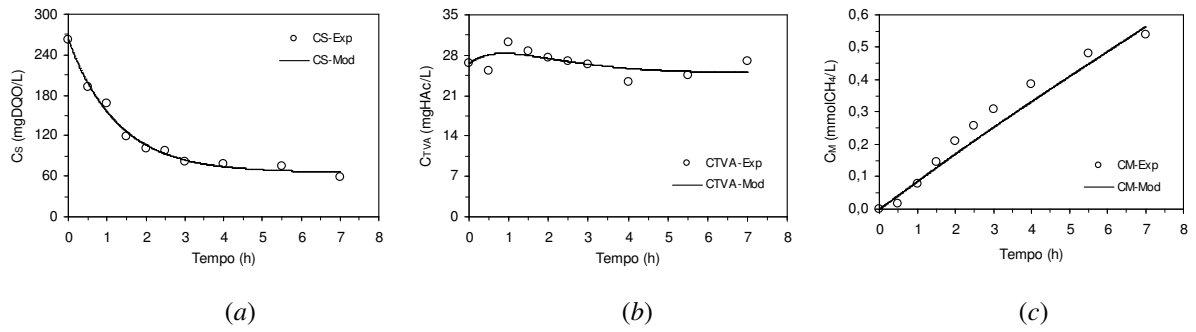 300
240
180
120
60
0
CS (mgDQO/L)
CS-Exp
CS-Mod
0 1 2 3 4 5 6 7 8
Tempo (h)
(a)
35
28
21
14
7
0
CTVA (mgHAc/L)
CTVA-Exp
CTVA-Mod
0 1 2 3 4 5 6 7 8
Tempo (h)
(b)
0,6
0,5
0,4
0,3
0,2
0,1
0,0
CM (mmolCH4/L)
CM-Exp
CM-Mod
0 1 2 3 4 5 6 7 8
Tempo (h)
(c)